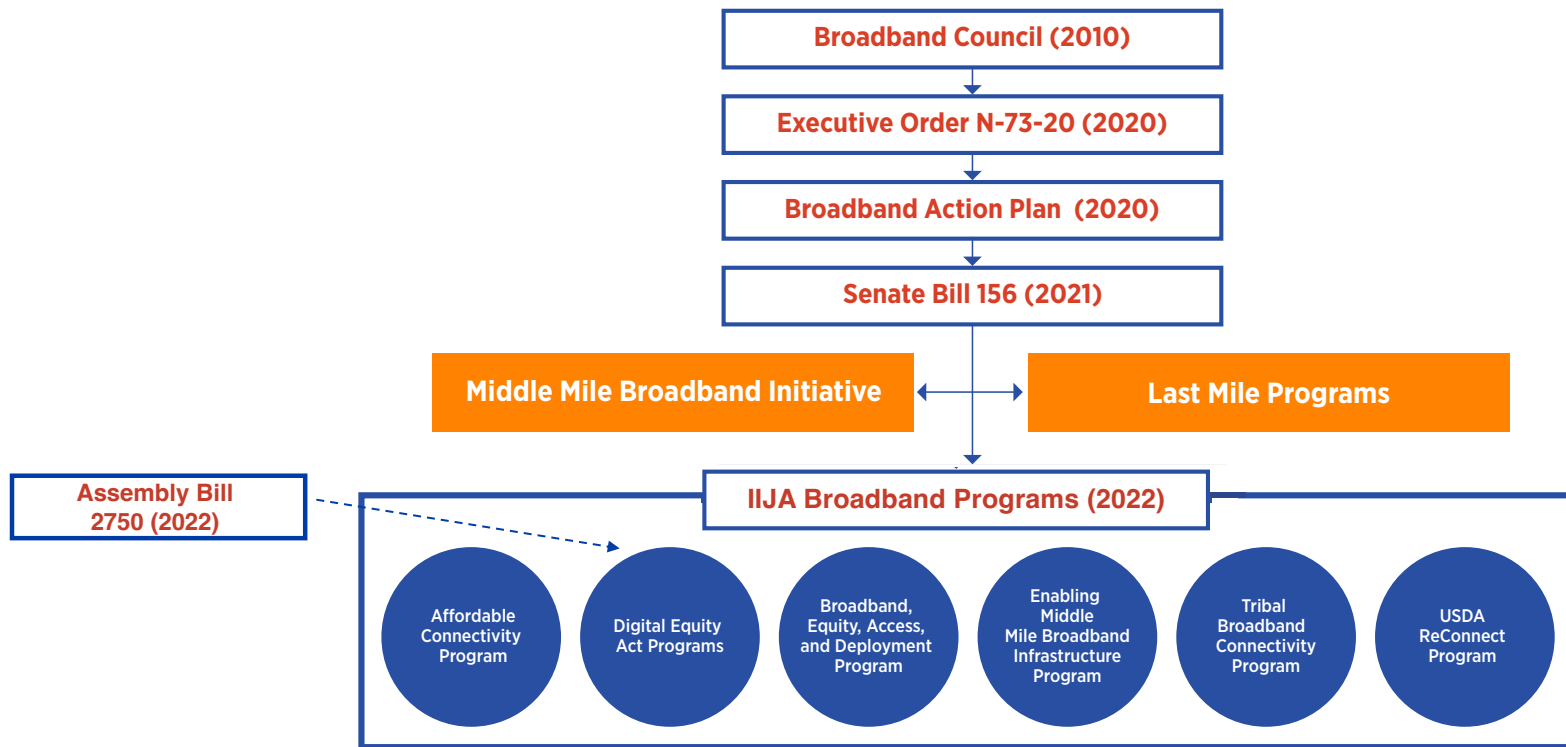 Broadband Council (2010)
Executive Order N-73-20 (2020)
Broadband Action Plan (2020)
Senate Bill 156 (2021)
Middle Mile Broadband Initiative
Last Mile Programs
Assembly Bill
2750 (2022)
IIJA Broadband Programs (2022)
Affordable
Connectivity
Program
Digital Equity
Act Programs
Broadband,
Equity, Access,
and Deployment
Program
Enabling
Middle
Mile Broadband
Infrastructure
Program
Tribal
Broadband
Connectivity
Program
USDA
ReConnect
Program